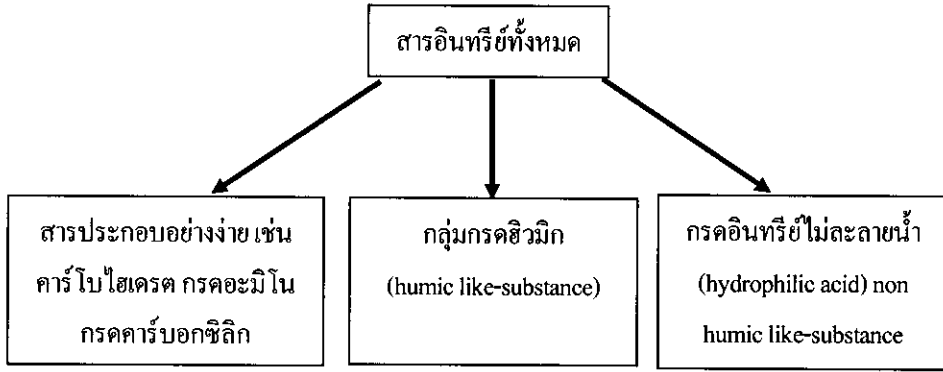 สารอินทรีย์ทั้งหมด
สารประกอบอย่างง่าย เช่น
คาร์โบไฮเดรต กรดอะมิโน
กรดคาร์บอกซิลิก
กลุ่มกรดฮิวมิก
(humic like-substance)
กรดอินทรีย์ไม่ละลายน้ำ
(hydrophilic acid) non
humic like-substance